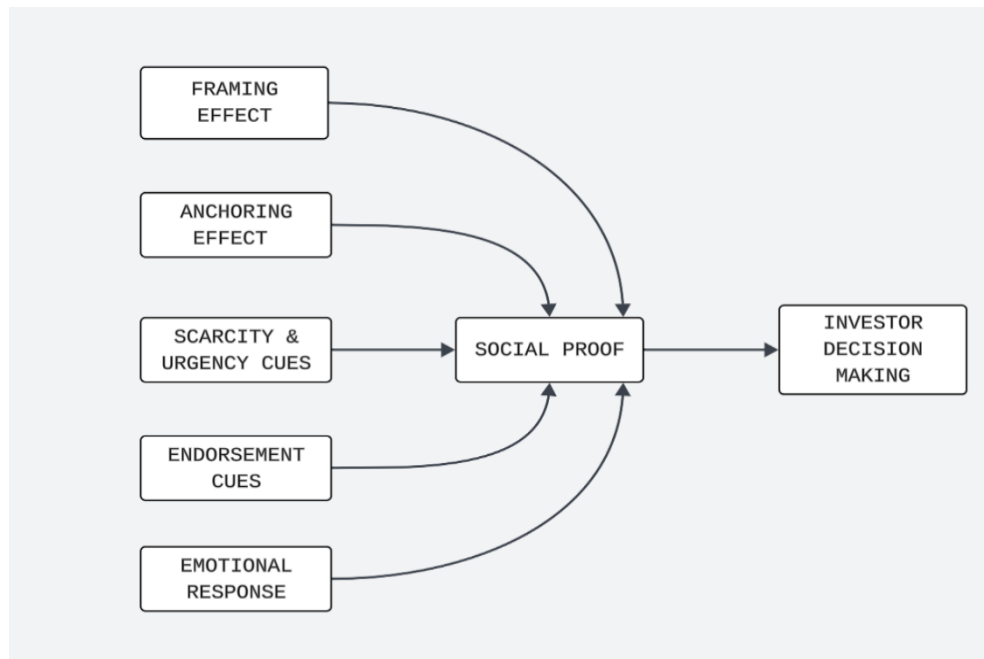 FRAMING
EFFECT
ANCHORING
EFFECT
SCARCITY &
URGENCY CUES
ENDORSEMENT
CUES
EMOTIONAL
RESPONSE
SOCIAL PROOF
INVESTOR
DECISION
MAKING